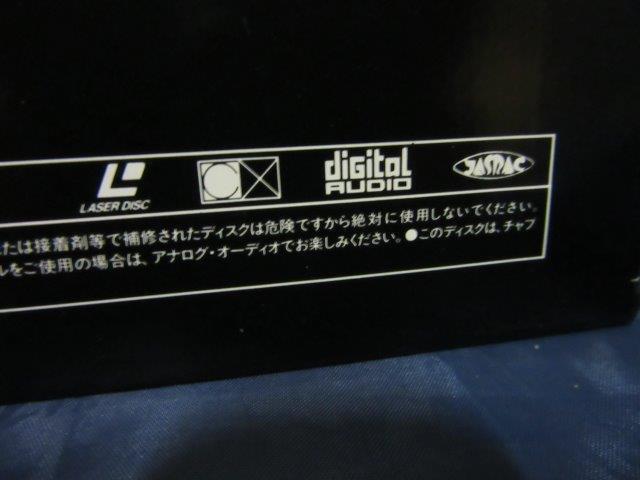 LASER DISC CX digital AUDIO JASRAC
たは接着剤等で補修されたディスクは危険ですから絶対に使用しないでください。
ルをご使用の場合は、アナログ・オーディオでお楽しみください。●このディスクは、チャプ